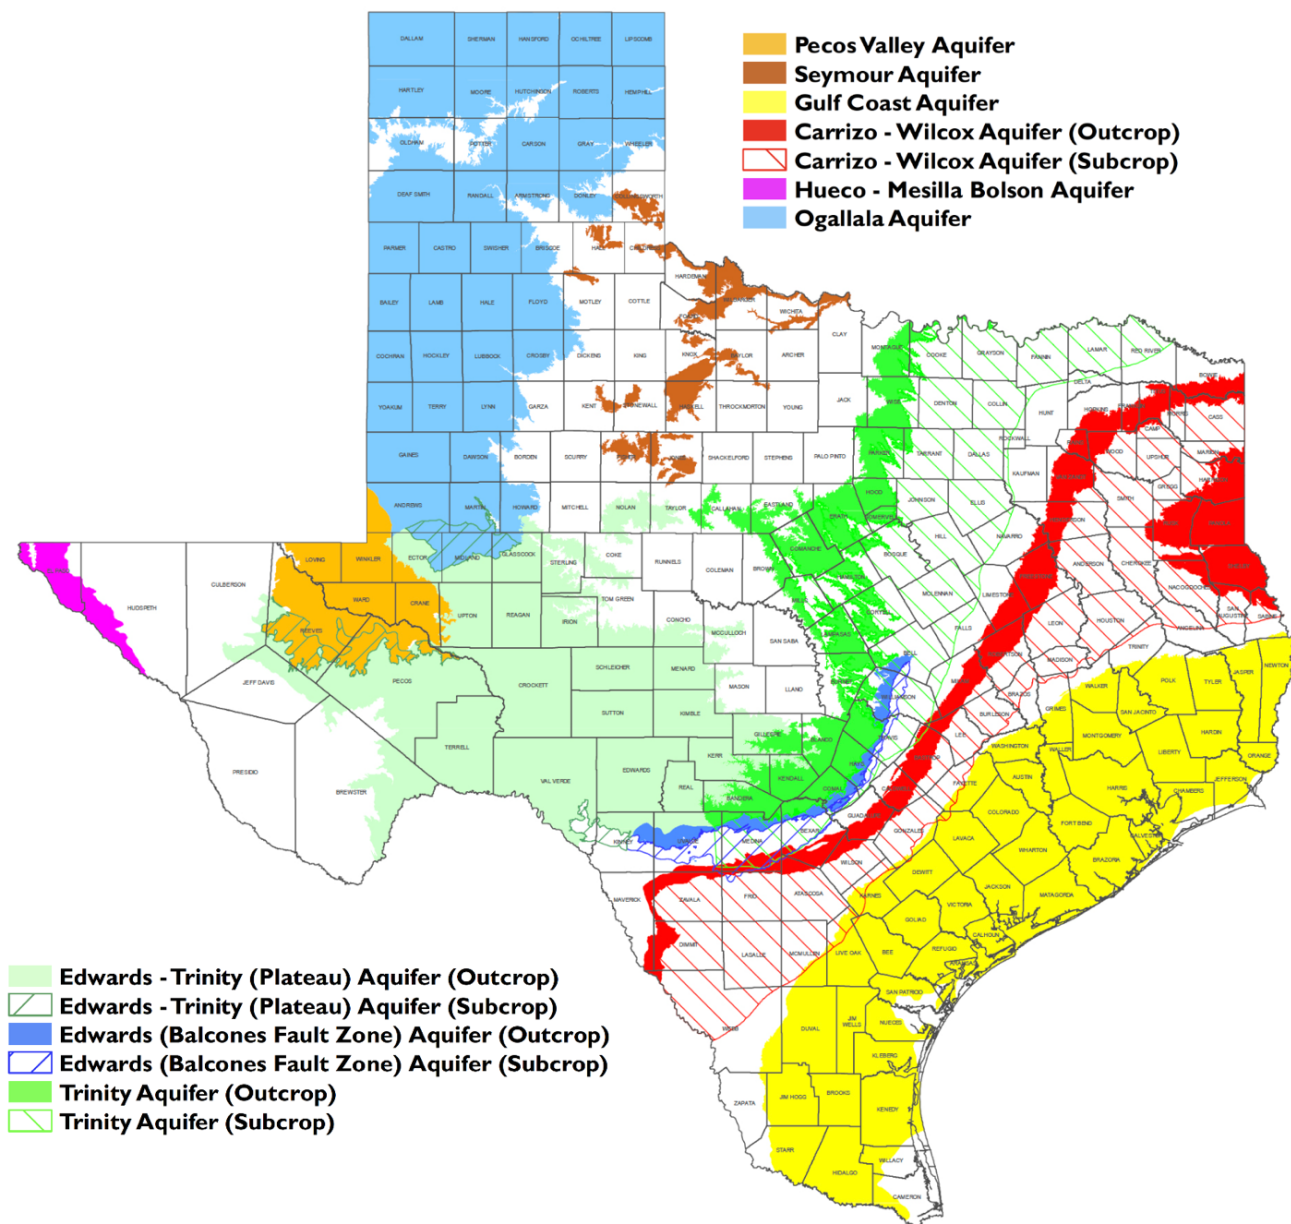 Pecos Valley Aquifer
Seymour Aquifer
Gulf Coast Aquifer
Carrizo - Wilcox Aquifer (Outcrop)
Carrizo - Wilcox Aquifer (Subcrop)
Hueco - Mesilla Bolson Aquifer
Ogallala Aquifer
DALLAM SHERMAN HANSFORD OCHILTREE LIPSCOMB
HARTLEY MOORE HUTCHINSON ROBERTS HEMPHILL
OLDHAM POTTER CARSON GRAY WHEELER
DEAF SMITH RANDALL ARMSTRONG DONLEY
PARMER CASTRO SWISHER BRISCOE HALL
HARDEMAN
BAILEY LAMB HALE FLOYD MOTLEY COTTLE
WICHITA
CLAY
MONTAGUE COOKE GRAYSON FANNIN LAMAR RED RIVER
COCHRAN HOCKLEY LUBBOCK CROSBY DICKENS KING KNOX ARCHER
BOWIE
DELTA
YOAKUM TERRY LYNN GARZA KENT THROCKMORTON YOUNG JACK WISE DENTON COLLIN HUNT
CASS
CAMP
ROCKWALL
GAINES DAWSON BORDEN SCURRY SHACKELFORD STEPHENS PALO PINTO PARKER TARRANT DALLAS KAUFMAN
UPSHUR
GREGG
SMITH
ANDREWS MARTIN HOWARD MITCHELL NOLAN TAYLOR CALLAHAN EASTLAND HOOD JOHNSON ELLIS
ERATH
HILL NAVARRO
LOVING WINKLER ECTOR MIDLAND GLASSCOCK STERLING COKE RUNNELS COLEMAN BROWN COMANCHE BOSQUE
ANDERSON CHEROKEE
HUDSPETH CULBERSON
WARD CRANE UPTON REAGAN IRION TOM GREEN
CONCHO
MCCULLOCH
SAN SABA
MILLS
CORYELL
MCLENNAN LIMESTONE
FALLS LEON HOUSTON
REEVES
JEFF DAVIS PECOS
CROCKETT
SCHLEICHER MENARD
MASON LLANO
BELL
MADISON TRINITY
SUTTON KIMBLE
GILLESPIE BLANCO
BURLESON BRAZOS
GRIMES WALKER POLK TYLER JASPER NEWTON
SAN JACINTO
PRESIDIO BREWSTER
TERRELL VAL VERDE EDWARDS KERR REAL KENDALL BANDERA HAYS COMAL
LEE
WASHINGTON MONTGOMERY LIBERTY HARDIN ORANGE
WALLER
FAYETTE AUSTIN HARRIS CHAMBERS JEFFERSON
KINNEY MEDINA BEXAR GONZALES COLORADO FORT BEND GALVESTON
LAVACA WHARTON BRAZORIA
MAVERICK ZAVALA FRIO ATASCOSA WILSON KARNES DEWITT JACKSON MATAGORDA
VICTORIA
GOLIAD CALHOUN
DIMMIT LASALLE MCMULLEN LIVE OAK BEE REFUGIO
ARANSAS
SAN PATRICIO
WEBB DUVAL JIM WELLS NUECES
KLEBERG
ZAPATA JIM HOGG BROOKS KENEDY
STARR HIDALGO WILLACY
CAMERON
Edwards - Trinity (Plateau) Aquifer (Outcrop)
Edwards - Trinity (Plateau) Aquifer (Subcrop)
Edwards (Balcones Fault Zone) Aquifer (Outcrop)
Edwards (Balcones Fault Zone) Aquifer (Subcrop)
Trinity Aquifer (Outcrop)
Trinity Aquifer (Subcrop)